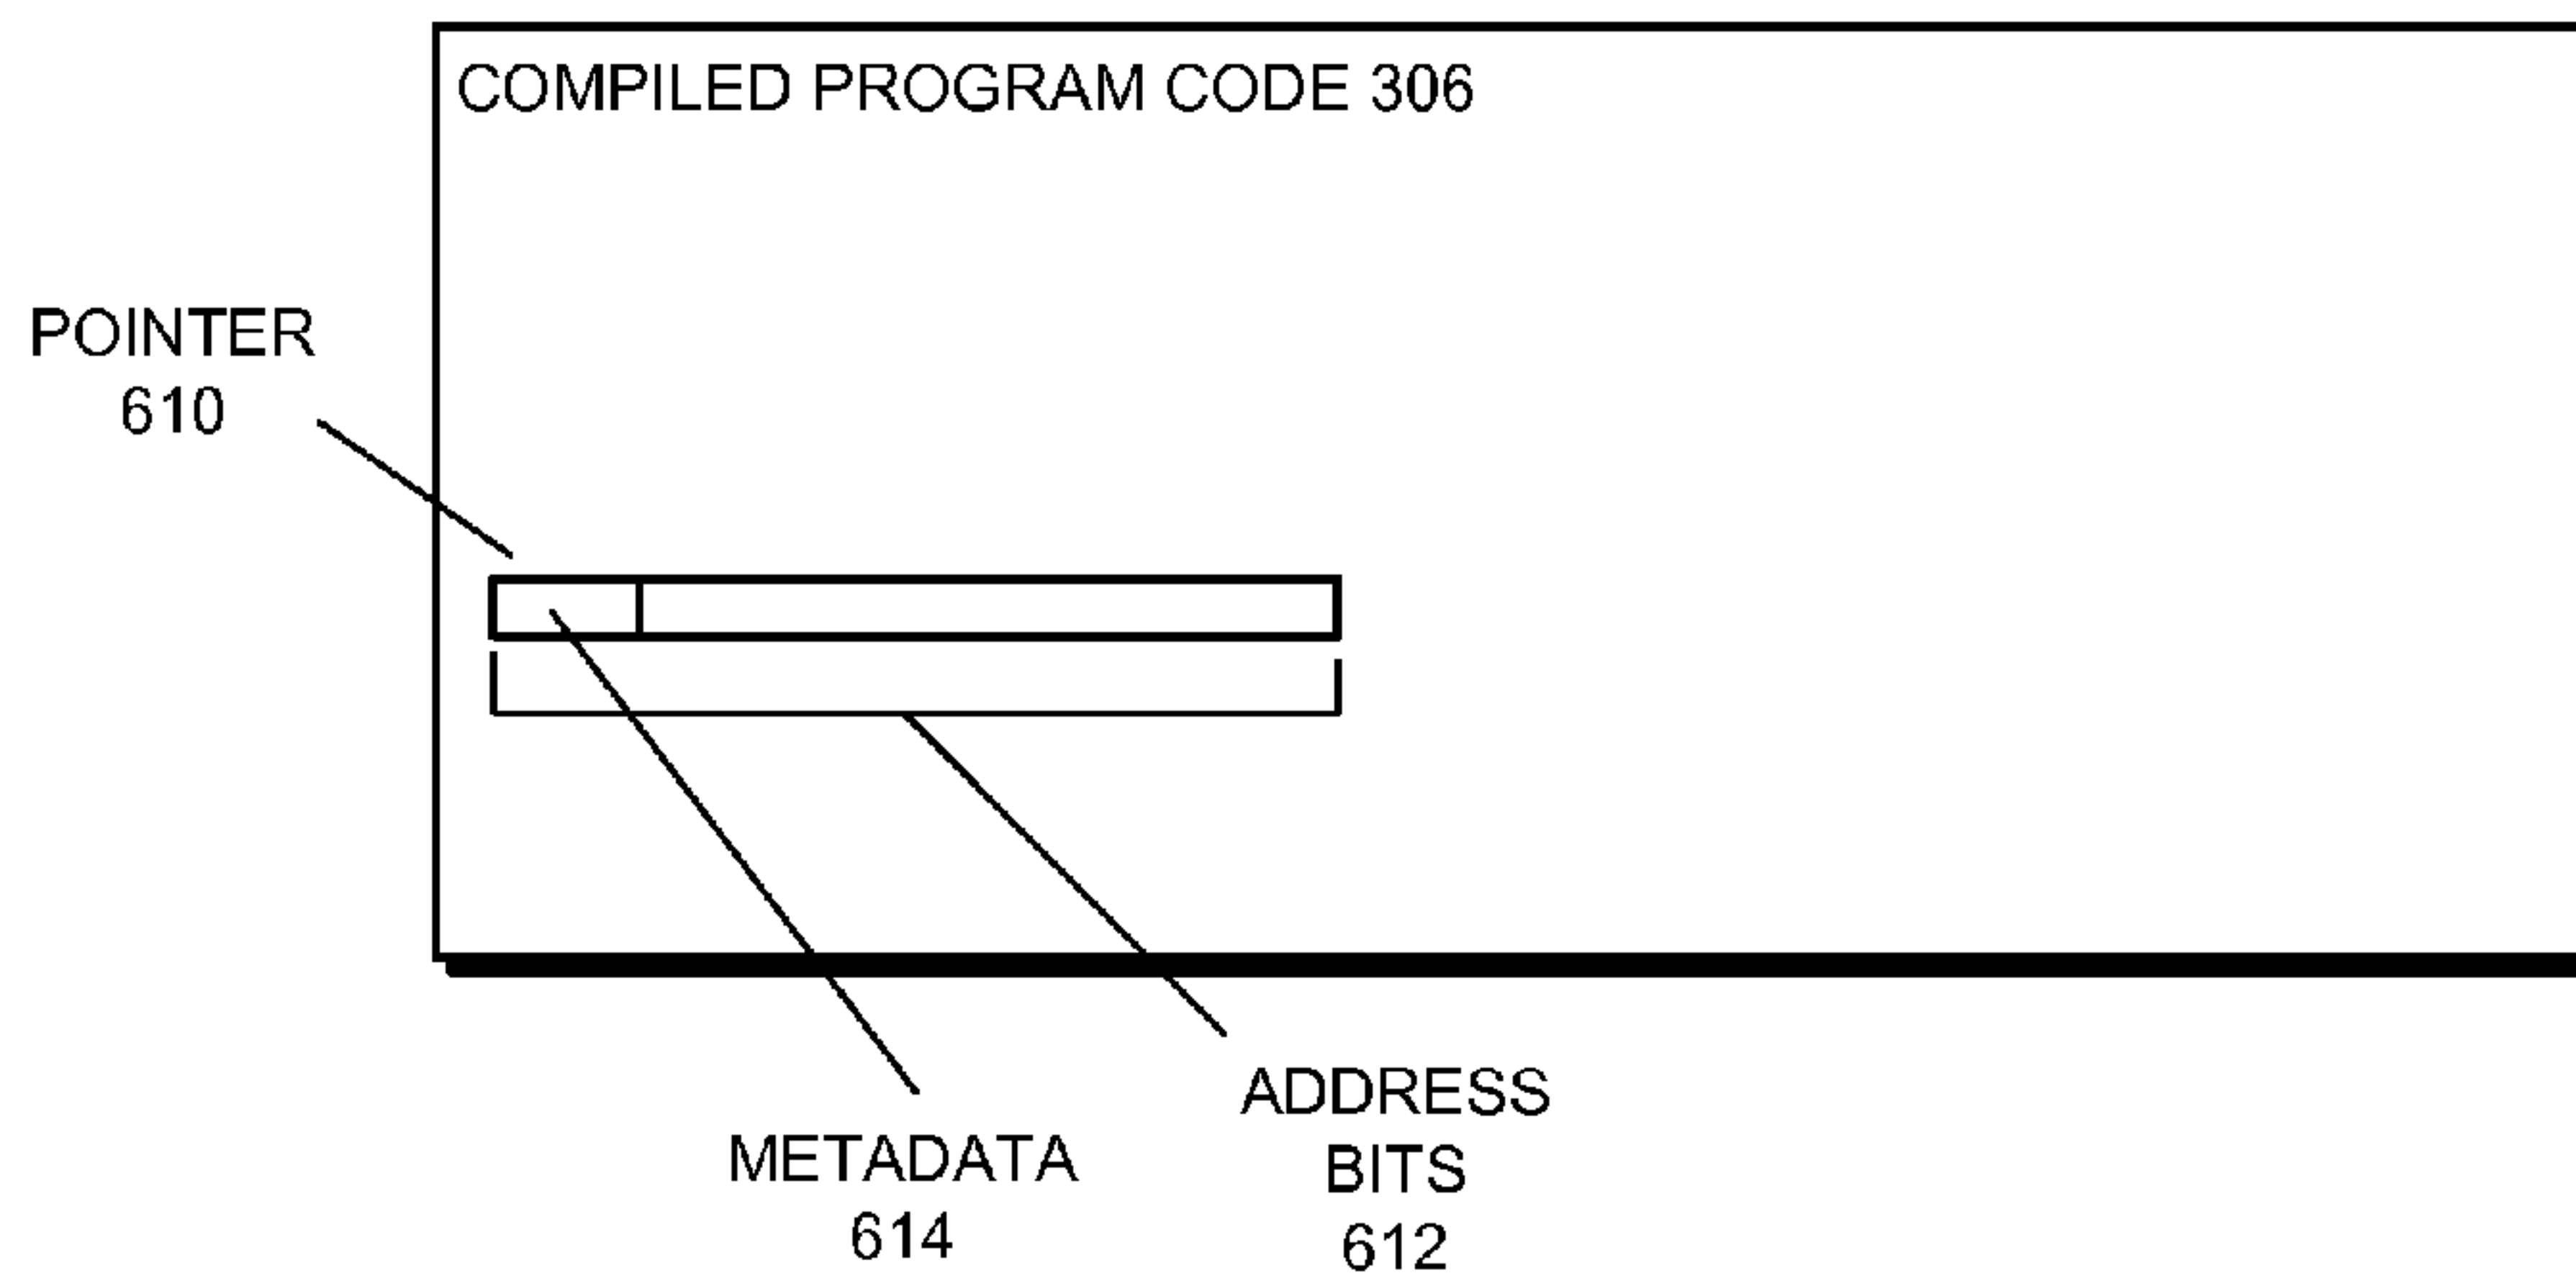 COMPILED PROGRAM CODE 306
POINTER
610
METADATA
614
ADDRESS
BITS
612